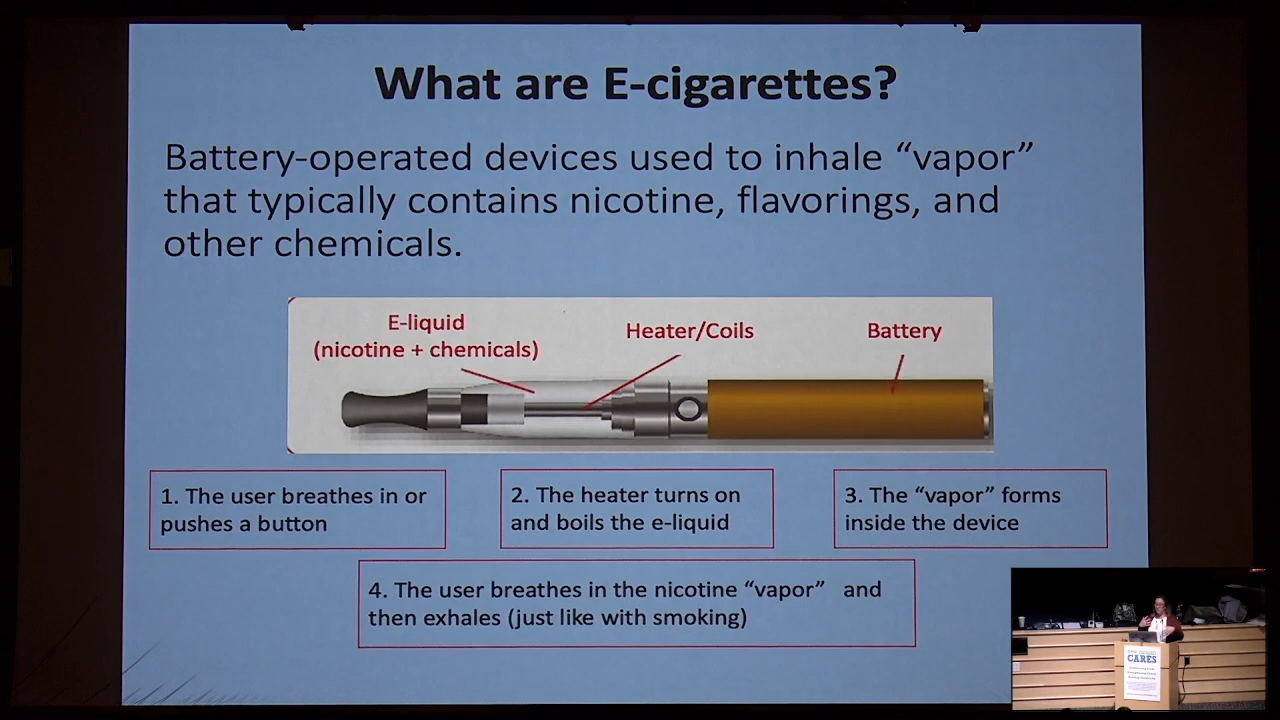 What are E-cigarettes?
Battery-operated devices used to inhale “vapor”
that typically contains nicotine, flavorings, and
other chemicals.
E-liquid
(nicotine + chemicals)
Heater/Coils
Battery
1. The user breathes in or
pushes a button
2. The heater turns on
and boils the e-liquid
3. The “vapor” forms
inside the device
4. The user breathes in the nicotine “vapor” and
then exhales (just like with smoking)
CARES